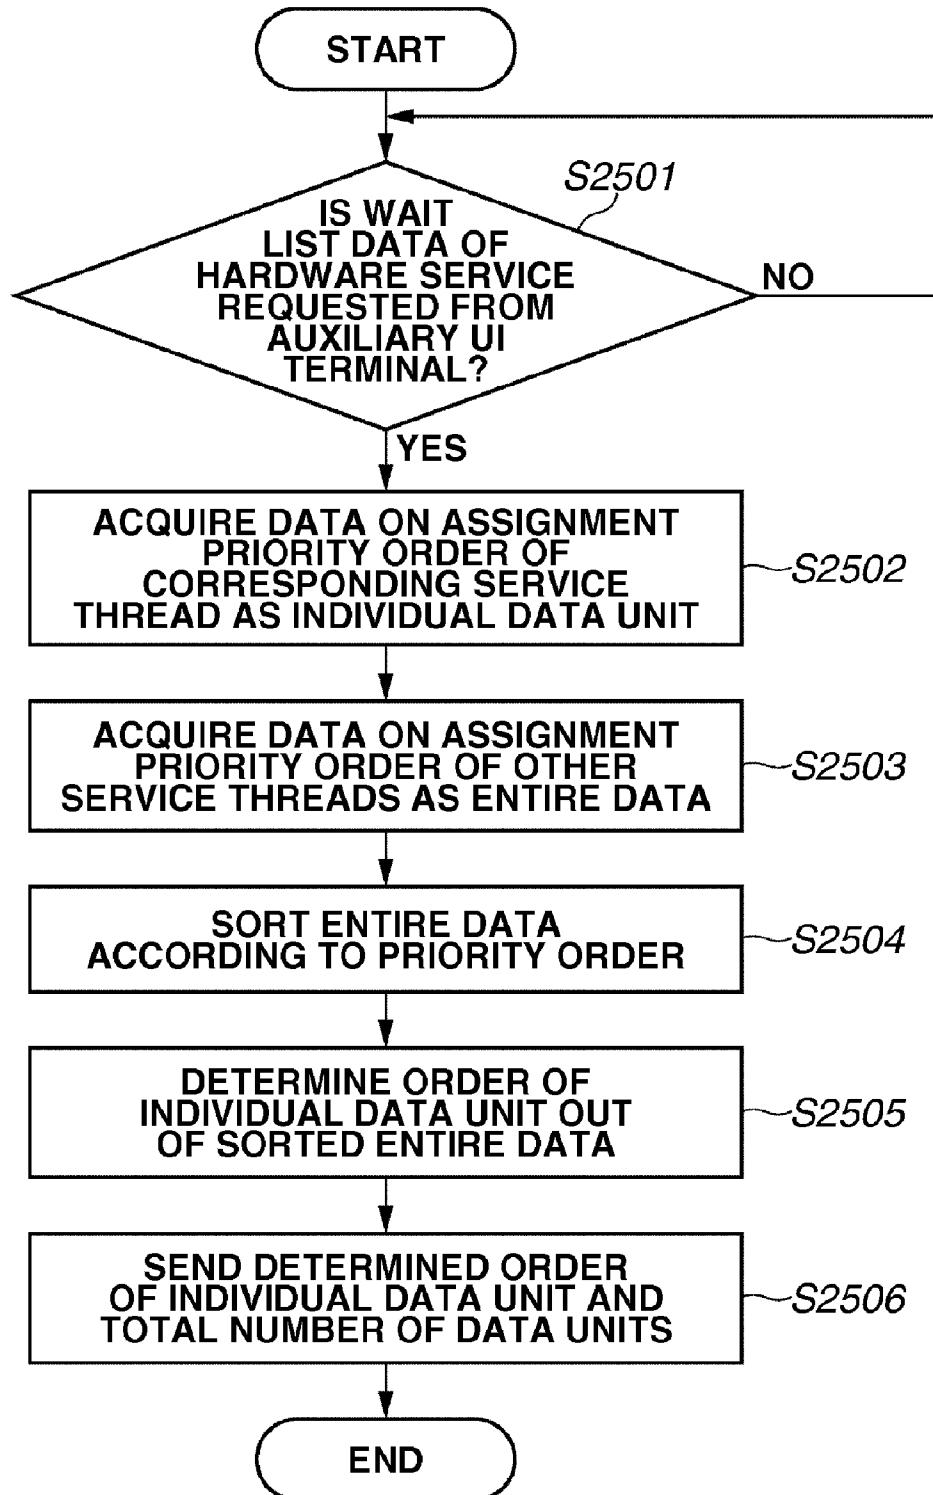 START
S2501
IS WAIT
LIST DATA OF
HARDWARE SERVICE
REQUESTED FROM
AUXILIARY UI
TERMINAL?
NO
YES
ACQUIRE DATA ON ASSIGNMENT
PRIORITY ORDER OF
CORRESPONDING SERVICE
THREAD AS INDIVIDUAL DATA UNIT
S2502
ACQUIRE DATA ON ASSIGNMENT
PRIORITY ORDER OF OTHER
SERVICE THREADS AS ENTIRE DATA
S2503
SORT ENTIRE DATA
ACCORDING TO PRIORITY ORDER
S2504
DETERMINE ORDER OF
INDIVIDUAL DATA UNIT OUT
OF SORTED ENTIRE DATA
S2505
SEND DETERMINED ORDER
OF INDIVIDUAL DATA UNIT AND
TOTAL NUMBER OF DATA UNITS
S2506
END